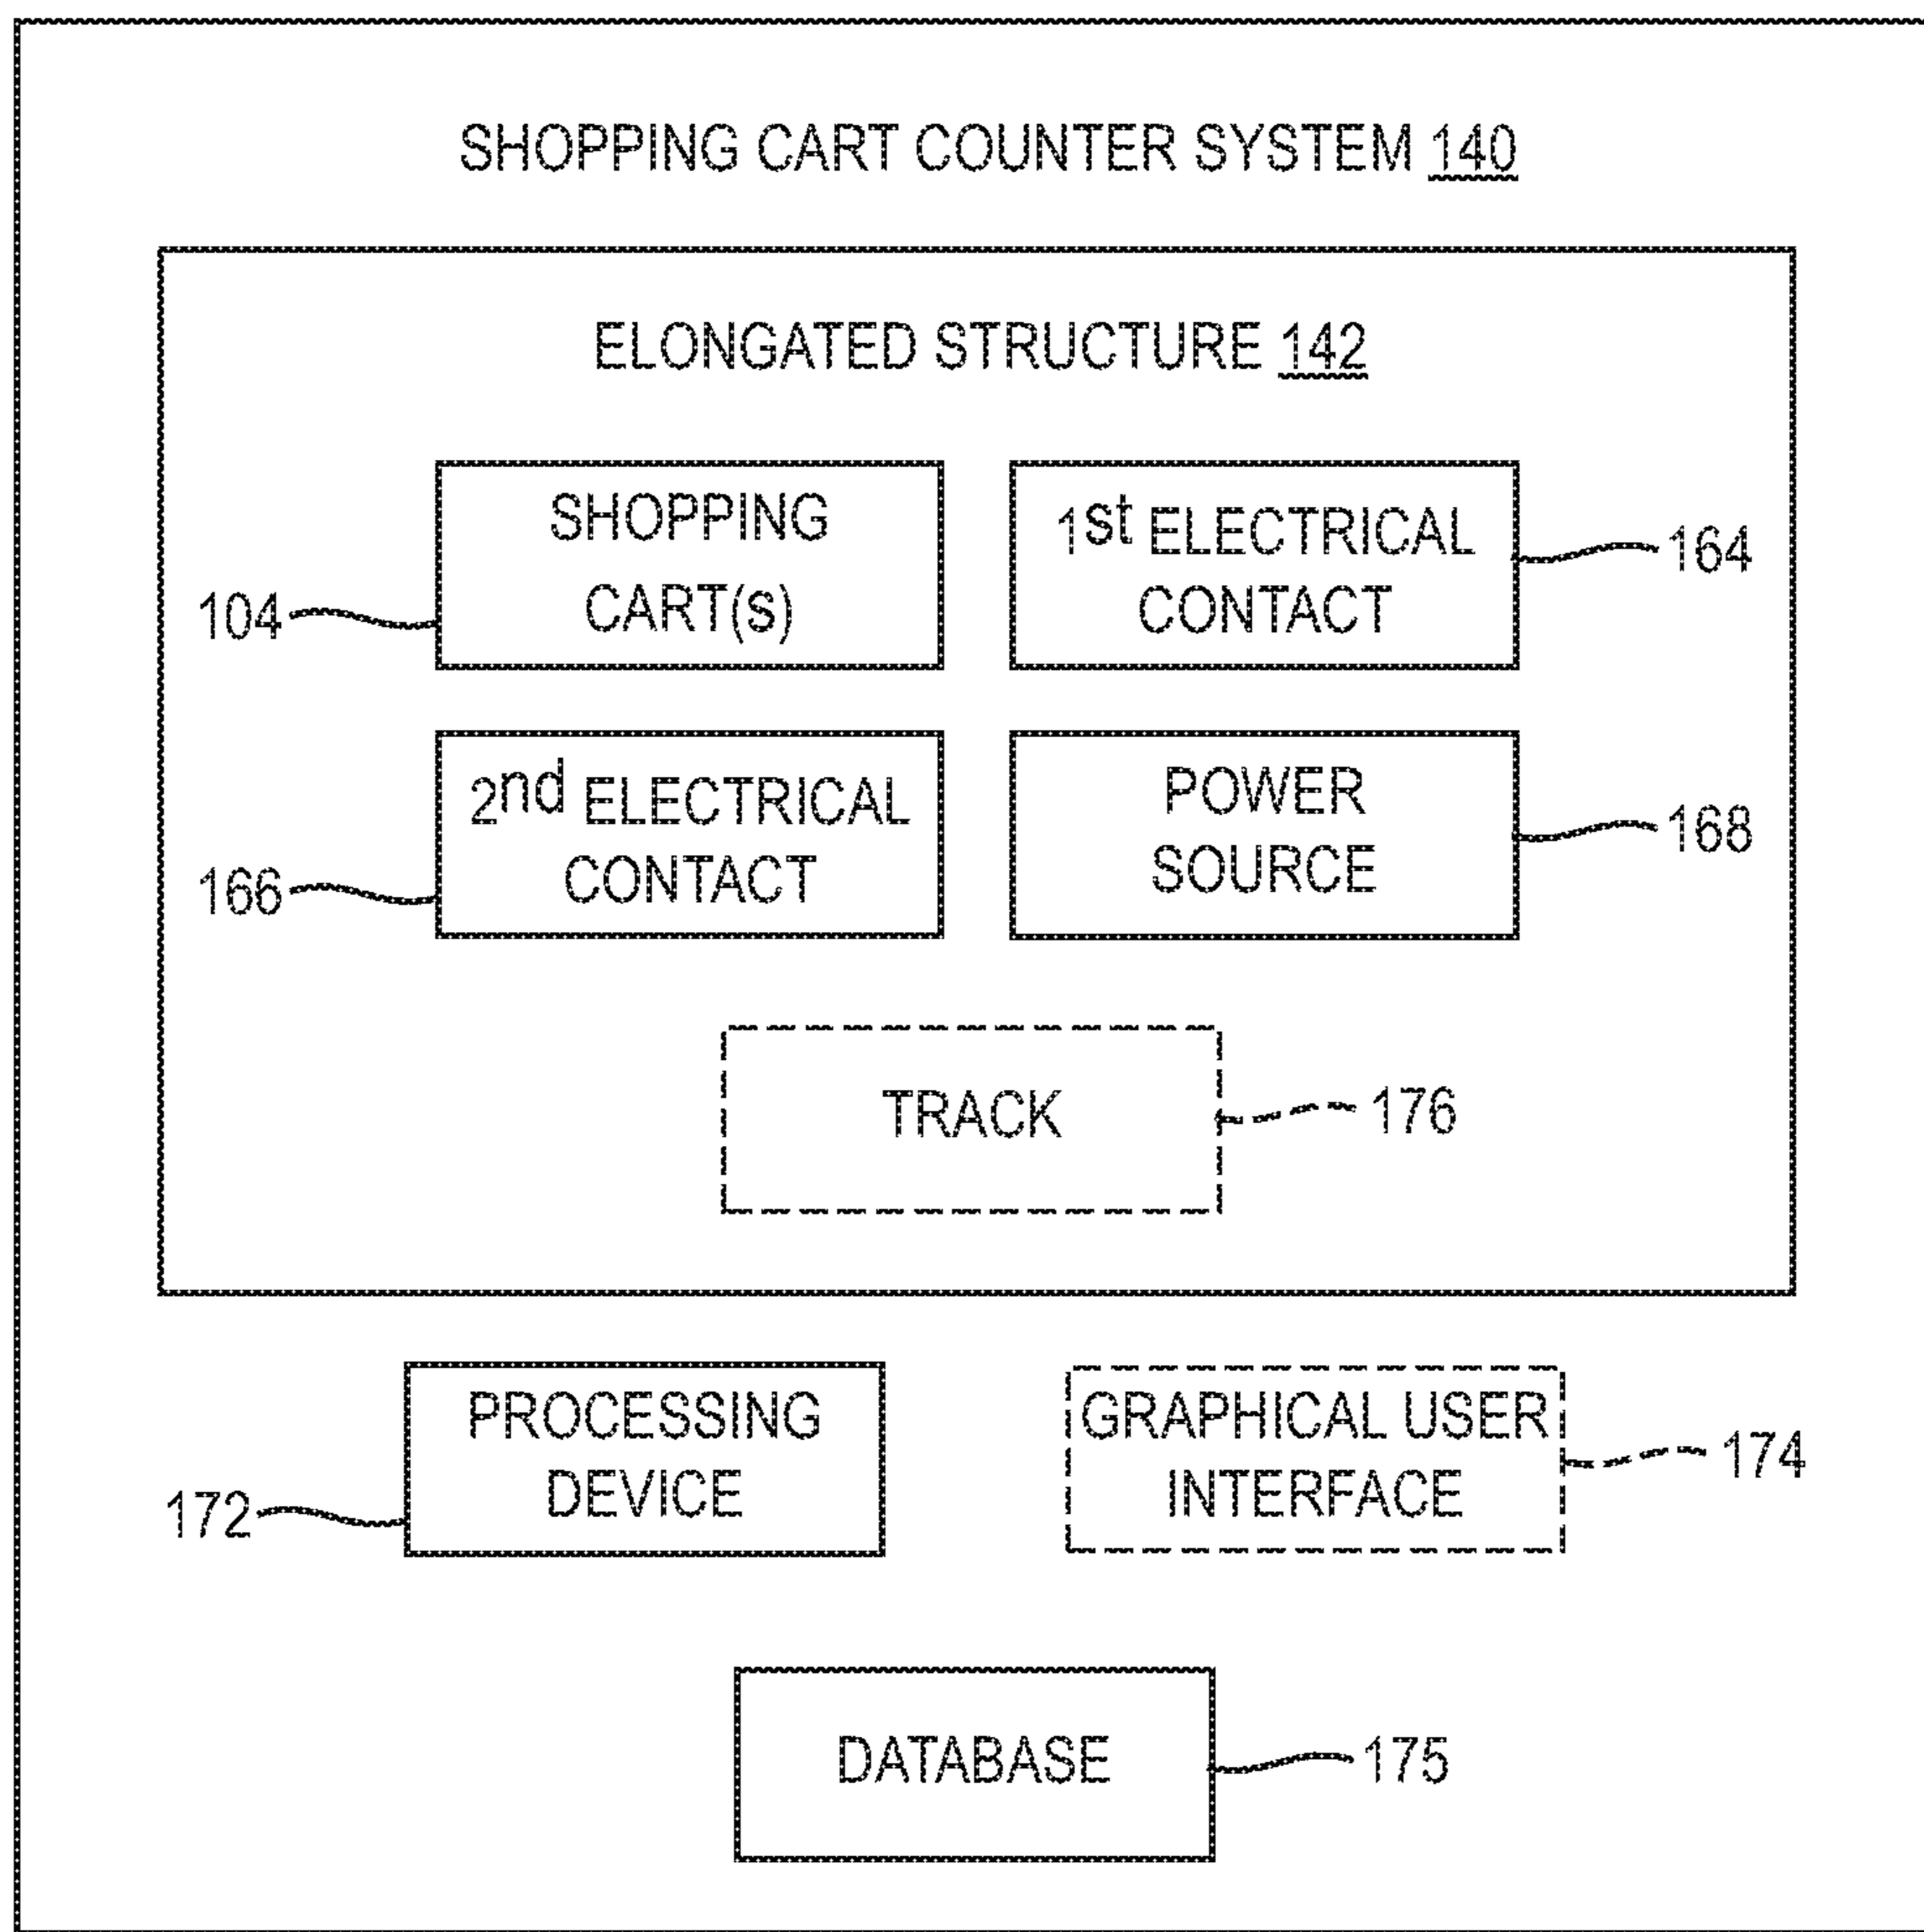 SHOPPING CART COUNTER SYSTEM 140
ELONGATED STRUCTURE 142
SHOPPING
CART(s)
104
1st ELECTRICAL
CONTACT
164
2nd ELECTRICAL
CONTACT
166
POWER
SOURCE
168
TRACK
176
PROCESSING
DEVICE
172
GRAPHICAL USER
INTERFACE
174
DATABASE
175